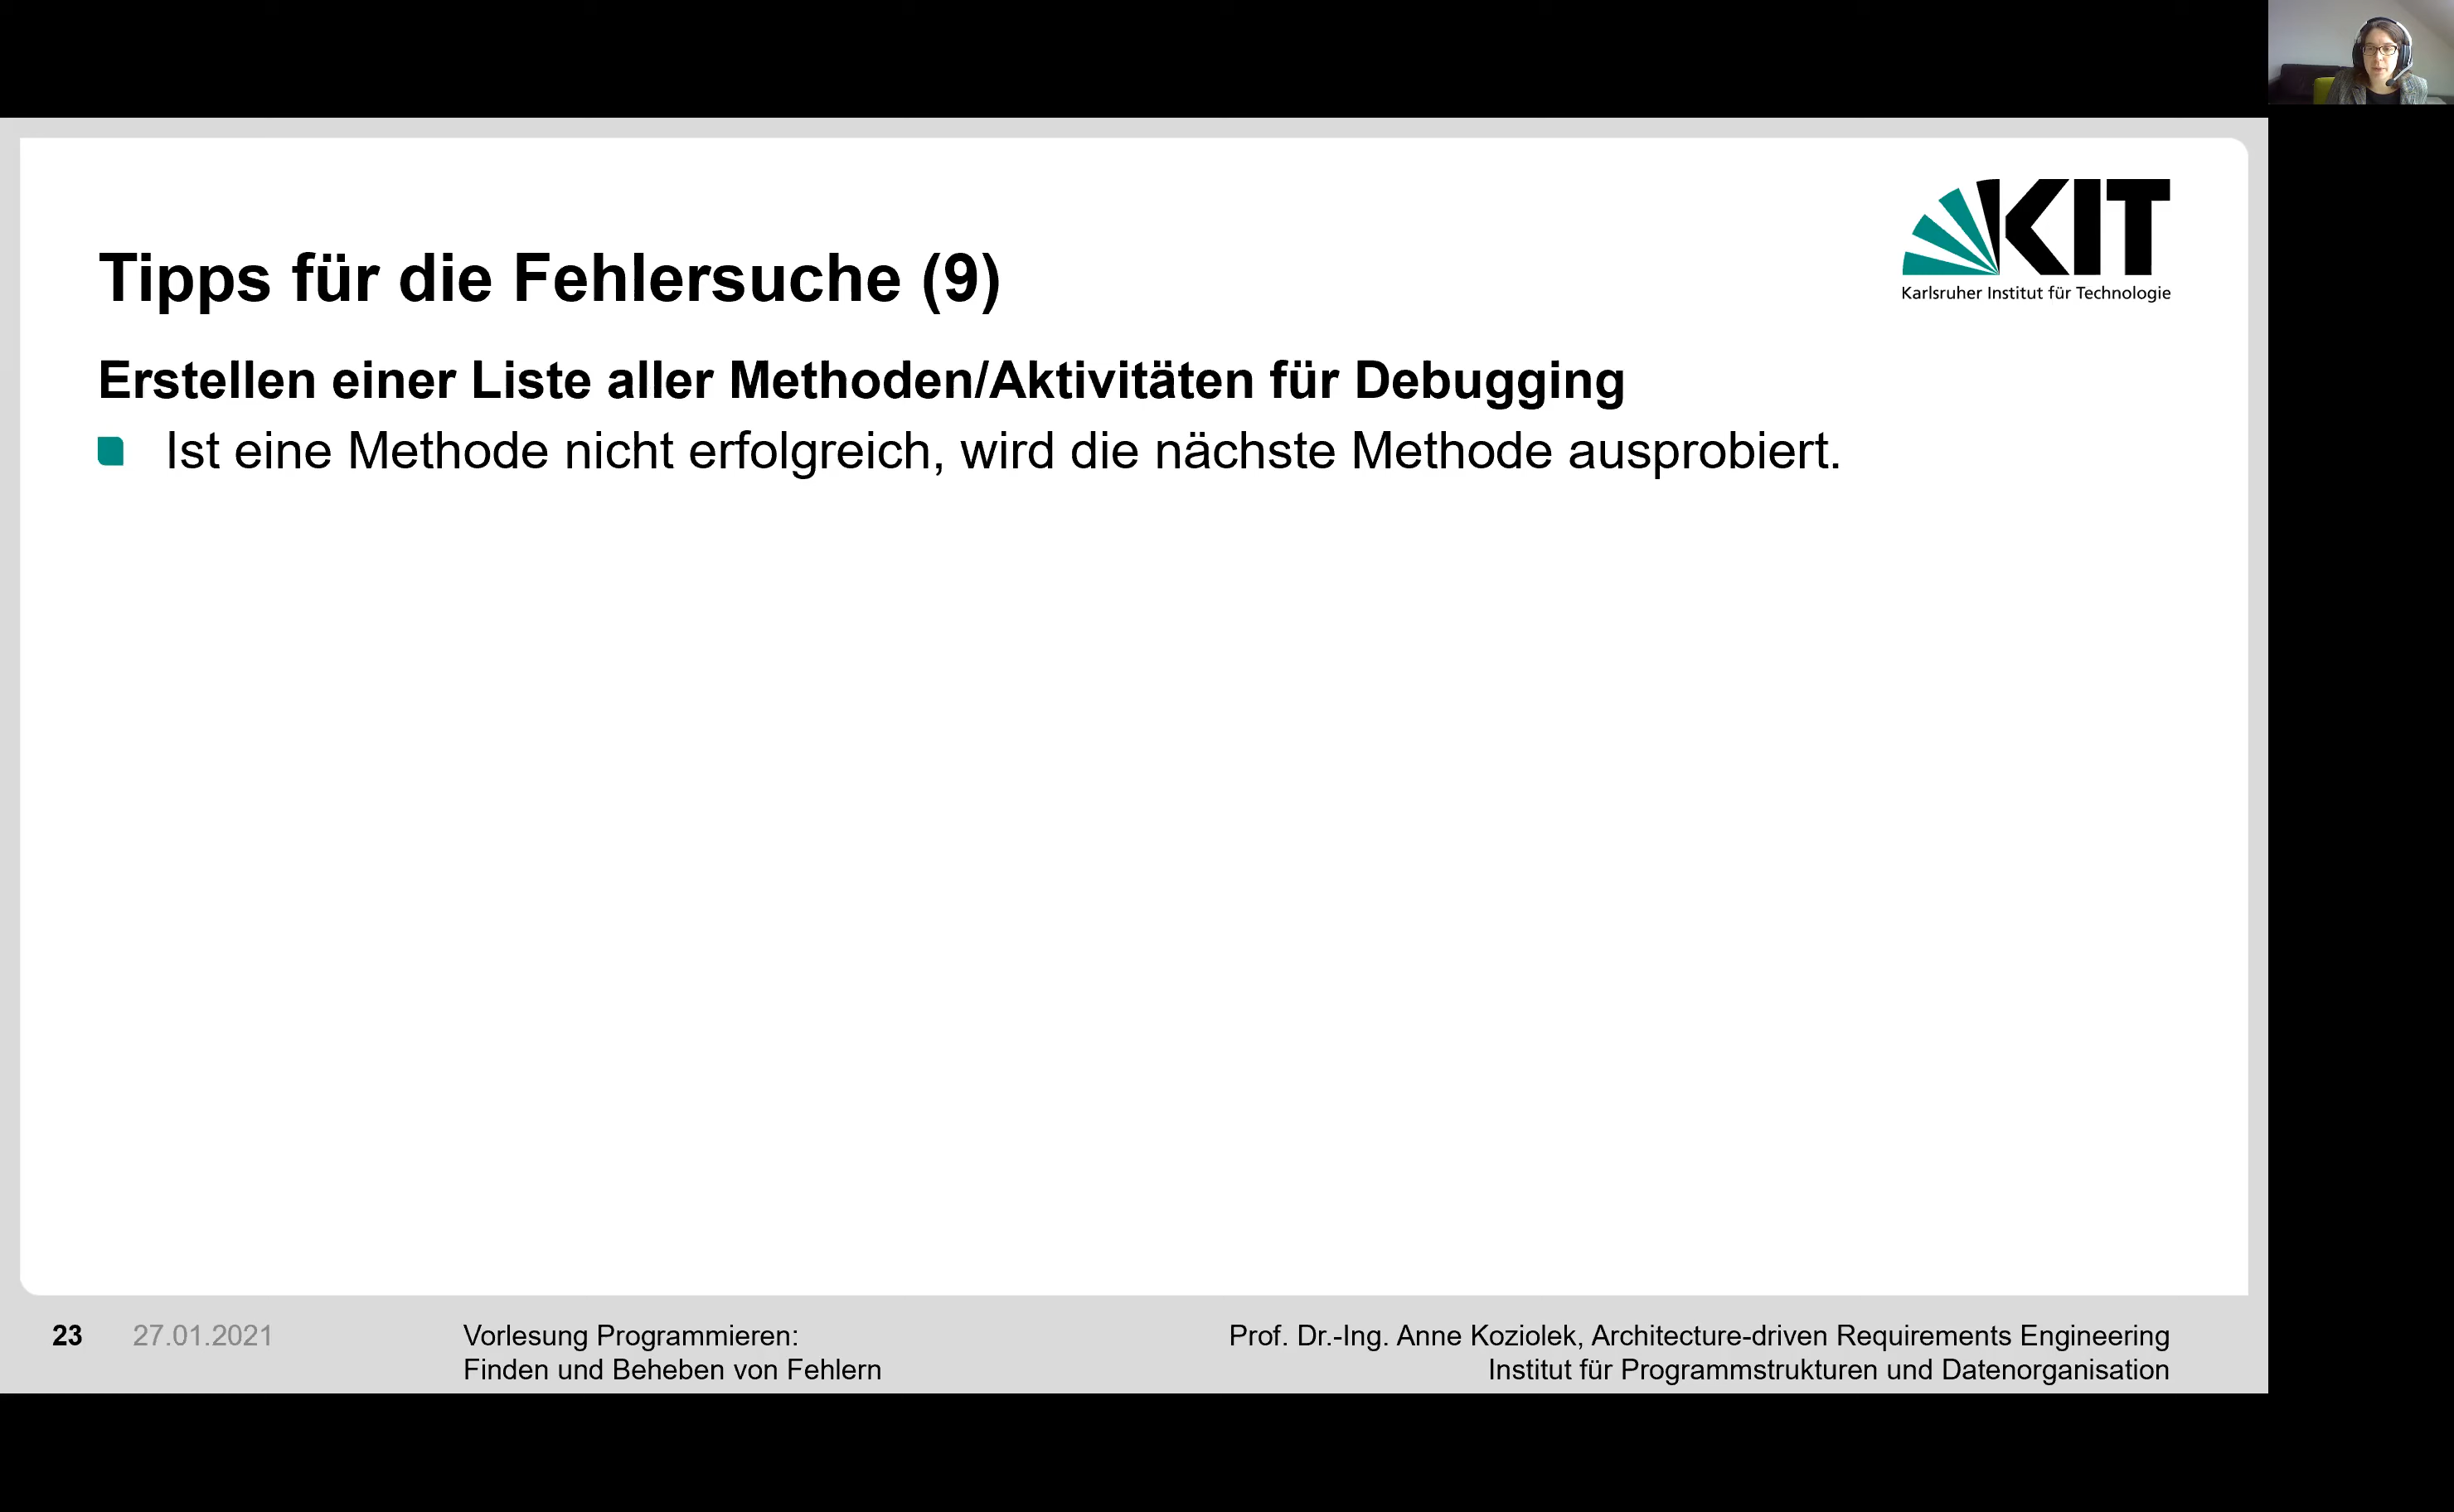 KIT
Karlsruher Institut für Technologie
Tipps für die Fehlersuche (9)
Erstellen einer Liste aller Methoden/Aktivitäten für Debugging
Ist eine Methode nicht erfolgreich, wird die nächste Methode ausprobiert.
23
27.01.2021
Vorlesung Programmieren:
Finden und Beheben von Fehlern
Prof. Dr.-Ing. Anne Koziolek, Architecture-driven Requirements Engineering
Institut für Programmstrukturen und Datenorganisation